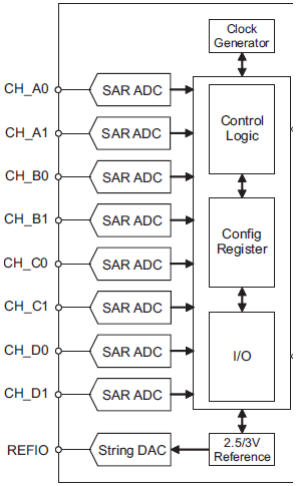 Clock
Generator
CH_A0
SAR ADC
CH_A1
SAR ADC
Control
Logic
CH_B0
SAR ADC
CH_B1
SAR ADC
Config
Register
CH_C0
SAR ADC
CH_C1
SAR ADC
CH_D0
SAR ADC
I/O
CH_D1
SAR ADC
REFIO
String DAC
2.5/3V
Reference